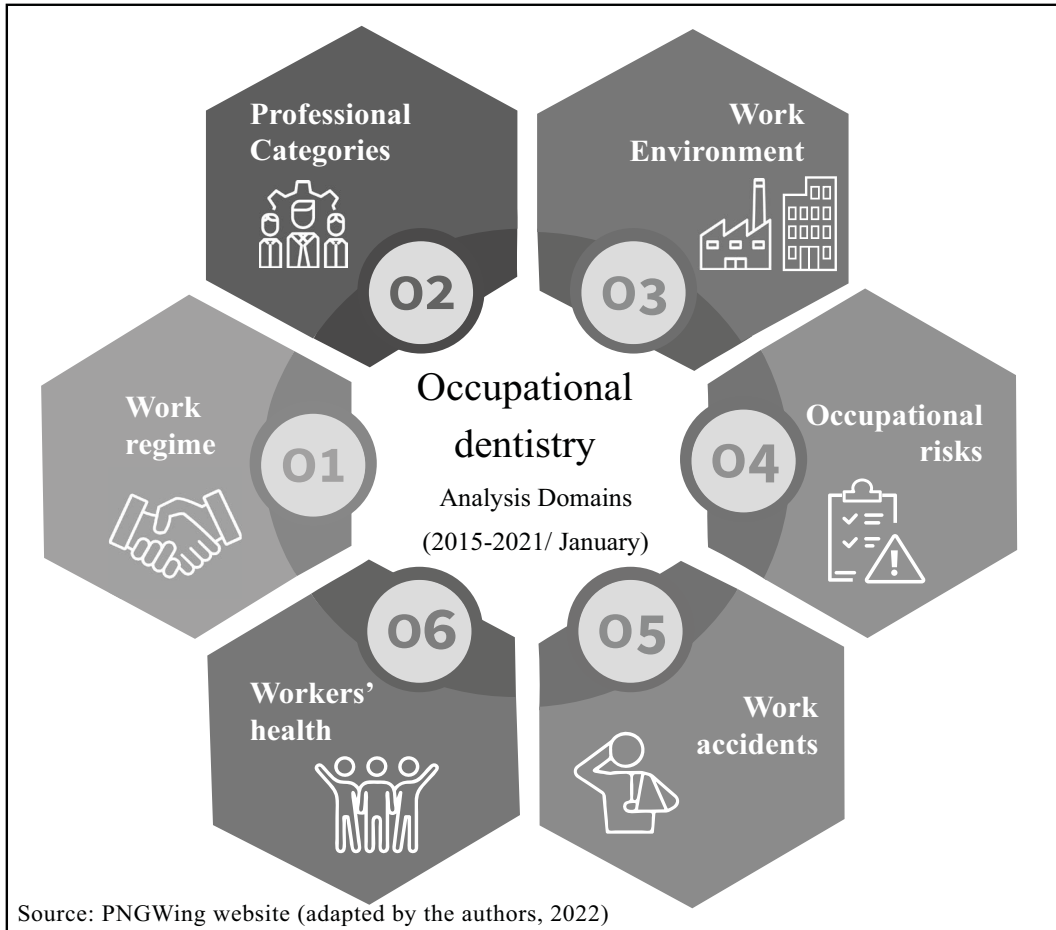 Professional
Categories
02
Work
Environment
03
Work
regime
01
Occupational
dentistry
Analysis Domains
(2015-2021/ January)
Occupational
risks
04
Workers’
health
06
Work
accidents
05
Source: PNGWing website (adapted by the authors, 2022)